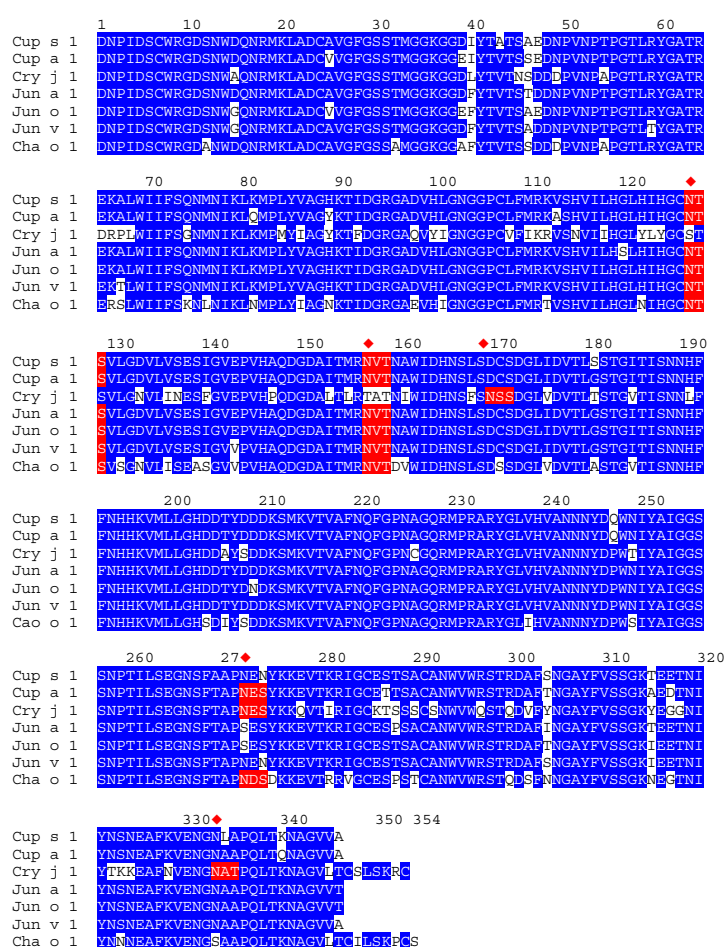 1 10 20 30 40 50 60
Cup s 1 DNPIDSCWRGDSNWDQNRMKLADCAVGFGSSTMGGKGGDIYTATSAEDNPVNPTPGTLRYGATR
Cup a 1 DNPIDSCWRGDSNWDQNRMKLADCVVGFGSSTMGGKGGEIYTVTSSEDNPVNPTPGTLRYGATR
Cry j 1 DNPIDSCWRGDSNWAQNRMKLADCAVGFGSSTMGGKGGDLYTVTNSDDDPVNPAPGTLRYGATR
Jun a 1 DNPIDSCWRGDSNWDQNRMKLADCAVGFGSSTMGGKGGDFYTVTSTDDNPVNPTPGTLRYGATR
Jun o 1 DNPIDSCWRGDSNWGQNRMKLADCVVGFGSSTMGGKGGEFYTVTSAEDNPVNPTPGTLRYGATR
Jun v 1 DNPIDSCWRGDSNWGQNRMKLADCAVGFGSSTMGGKGGDFYTVTSADDNPVNPTPGTLTYGATR
Cha o 1 DNPIDSCWRGDANWDQNRMKLADCAVGFGSSAMGGKGGAFYTVTSSDDDPVNPAPGTLRYGATR
70 80 90 100 110 120
Cup s 1 EKALWIIFSQNMNIKLKMPLYVAGHKTIDGRGADVHLGNGGPCLFMRKVSHVILHGLHIHGCNT
Cup a 1 EKALWIIFSQNMNIKLQMPLYVAGYKTIDGRGADVHLGNGGPCLFMRKASHVILHGLHIHGCNT
Cry j 1 DRPLWIIFSGNMNIKLKMPMYIAGYKTFDGRGAQVYIGNGGPCVFIKRVSNVIIHGLYLYGCST
Jun a 1 EKALWIIFSQNMNIKLKMPLYVAGHKTIDGRGADVHLGNGGPCLFMRKVSHVILHSLHIHGCNT
Jun o 1 EKALWIIFSQNMNIKLKMPLYVAGHKTIDGRGADVHLGNGGPCLFMRKVSHVILHGLHIHGCNT
Jun v 1 EKTLWIIFSQNMNIKLKMPLYVAGHKTIDGRGADVHLGNGGPCLFMRKVSHVILHGLHIHGCNT
Cha o 1 ERSLWIIFSKNLNIKLNMPLYIAGNKTIDGRGAEVHIGNGGPCLFMRTVSHVILHGLNIHGCNT
130 140 150 160 170 180 190
Cup s 1 SVLGDVLVSESIGVEPVHAQDGDAITMRNVTNAWIDHNSLSDCSDGLIDVTLSSTGITISNNHF
Cup a 1 SVLGDVLVSESIGVEPVHAQDGDAITMRNVTNAWIDHNSLSDCSDGLIDVTLGSTGITISNNHF
Cry j 1 SVLGNVLINESFGVEPVHPQDGDALTLRTATNIWIDHNSFSNSSDGLVDVTLTSTGVTISNNLF
Jun a 1 SVLGDVLVSESIGVEPVHAQDGDAITMRNVTNAWIDHNSLSDCSDGLIDVTLGSTGITISNNHF
Jun o 1 SVLGDVLVSESIGVEPVHAQDGDAITMRNVTNAWIDHNSLSDCSDGLIDVTLGSTGITISNNHF
Jun v 1 SVLGDVLVSESIGVVPVHAQDGDAITMRNVTNAWIDHNSLSDCSDGLIDVTLGSTGITISNNHF
Cha o 1 SVSGNVLISEASGVVPVHAQDGDAITMRNVTDVWIDHNSLSDSSDGLVDVTLASTGVTISNNHF
200 210 220 230 240 250
Cup s 1 FNHHKVMLLGHDDTYDDDKSMKVTVAFNQFGPNAGQRMPRARYGLVHVANNNYDQWNIYAIGGS
Cup a 1 FNHHKVMLLGHDDTYDDDKSMKVTVAFNQFGPNAGQRMPRARYGLVHVANNNYDQWNIYAIGGS
Cry j 1 FNHHKVMLLGHDDAYSDDKSMKVTVAFNQFGPNCGQRMPRARYGLVHVANNNYDPWTIYAIGGS
Jun a 1 FNHHKVMLLGHDDTYDDDKSMKVTVAFNQFGPNAGQRMPRARYGLVHVANNNYDPWNIYAIGGS
Jun o 1 FNHHKVMLLGHDDTYDNDKSMKVTVAFNQFGPNAGQRMPRARYGLVHVANNNYDPWNIYAIGGS
Jun v 1 FNHHKVMLLGHDDTYDDDKSMKVTVAFNQFGPNAGQRMPRARYGLVHVANNNYDPWNIYAIGGS
Cao o 1 FNHHKVMLLGHSDIYSDDKSMKVTVAFNQFGPNAGQRMPRARYGLIHVANNNYDPWSIYAIGGS
260 270 280 290 300 310 320
Cup s 1 SNPTILSEGNSFAAPNENYKKEVTKRIGCESTSACANWVWRSTRDAFSNGAYFVSSGKTEETNI
Cup a 1 SNPTILSEGNSFTAPNESYKKEVTKRIGCETTSACANWVWRSTRDAFTNGAYFVSSGKAEDTNI
Cry j 1 SNPTILSEGNSFTAPNESYKKQVTIRIGCKTSSSCSNWVWQSTQDVFYNGAYFVSSGKYEGGNI
Jun a 1 SNPTILSEGNSFTAPSESYKKEVTKRIGCESPSACANWVWRSTRDAFINGAYFVSSGKTEETNI
Jun o 1 SNPTILSEGNSFTAPSESYKKEVTKRIGCESTSACANWVWRSTRDAFTNGAYFVSSGKIEETNI
Jun v 1 SNPTILSEGNSFTAPNENYKKEVTKRIGCESTSACANWVWRSTRDAFSNGAYFVSSGKIEETNI
Cha o 1 SNPTILSEGNSFTAPNDSDKKEVTRRVGCESPSTCANWVWRSTQDSFNNGAYFVSSGKNEGTNI
330 340 350 354
Cup s 1 YNSNEAFKVENGNLAPQLTKNAGVVA
Cup a 1 YNSNEAFKVENGNAAPQLTQNAGVVA
Cry j 1 YTKKEAFNVENGNATPQLTKNAGVLTCSLSKRC
Jun a 1 YNSNEAFKVENGNAAPQLTKNAGVVT
Jun o 1 YNSNEAFKVENGNAAPQLTKNAGVVT
Jun v 1 YNSNEAFKVENGNAAPQLTKNAGVVA
Cha o 1 YNNNEAFKVENGSAAPQLTKNAGVLTCILSKPCS